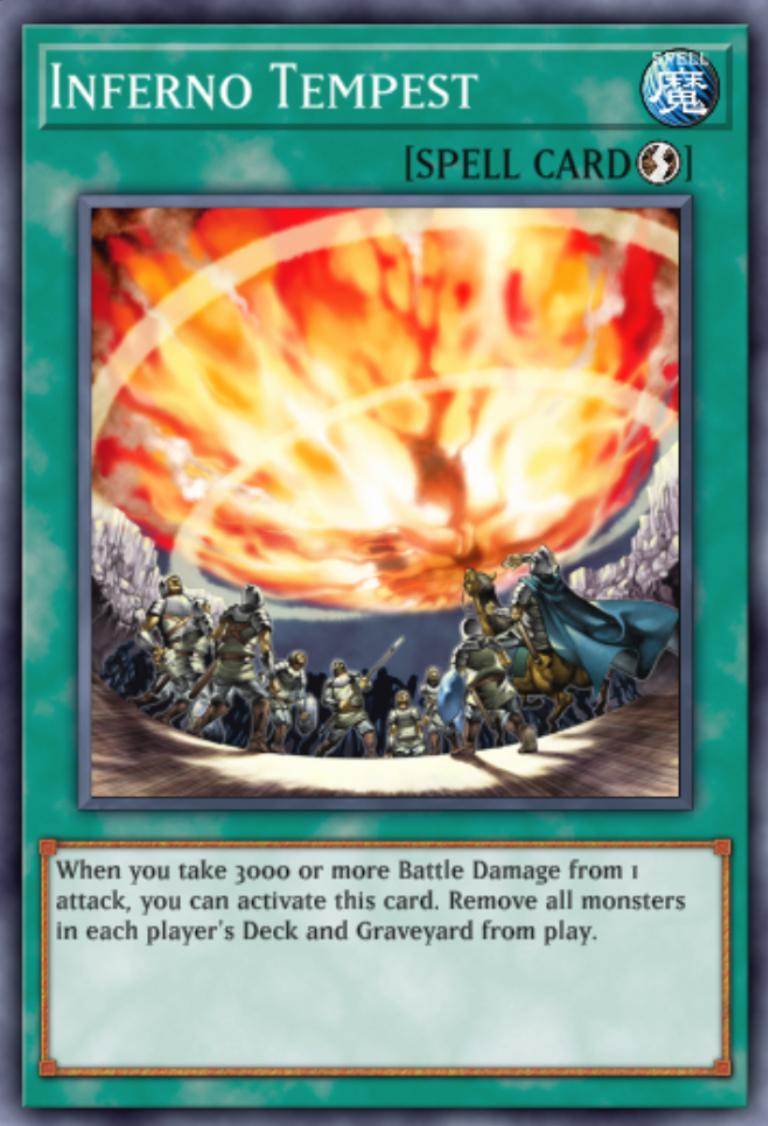 Inferno Tempest
SPELL
魔
[SPELL CARD]
When you take 3000 or more Battle Damage from 1
attack, you can activate this card. Remove all monsters
in each player's Deck and Graveyard from play.